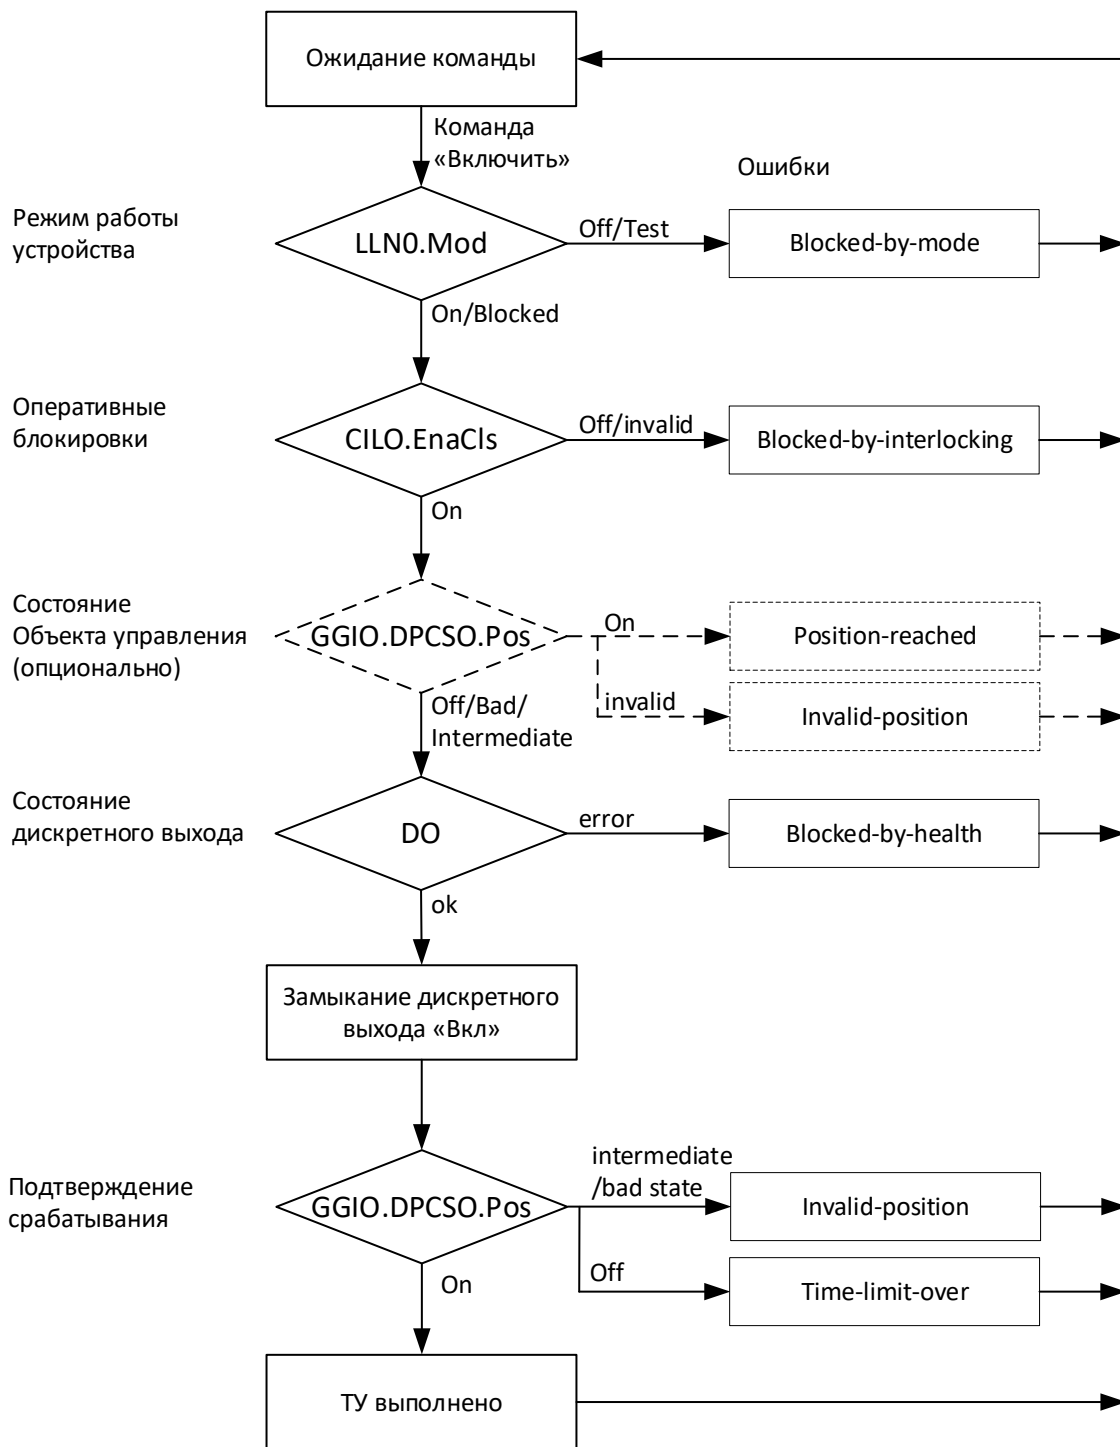 Ожидание команды
Команда
«Включить»
Ошибки
Режим работы
устройства
LLN0.Mod
Off/Test
Blocked-by-mode
On/Blocked
Оперативные
блокировки
CILO.EnaCls
Off/invalid
Blocked-by-interlocking
On
Состояние
Объекта управления
(опционально)
GGIO.DPCSO.Pos
On
Position-reached
invalid
Invalid-position
Off/Bad/
Intermediate
Состояние
дискретного выхода
DO
error
Blocked-by-health
ok
Замыкание дискретного
выхода «Вкл»
Подтверждение
срабатывания
GGIO.DPCSO.Pos
intermediate
/bad state
Invalid-position
Off
Time-limit-over
On
ТУ выполнено